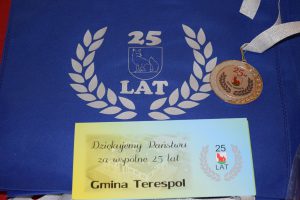 25
LAT
Dziękujemy Państwu
za wspólne 25 lat
Gmina Terespol
25
LAT